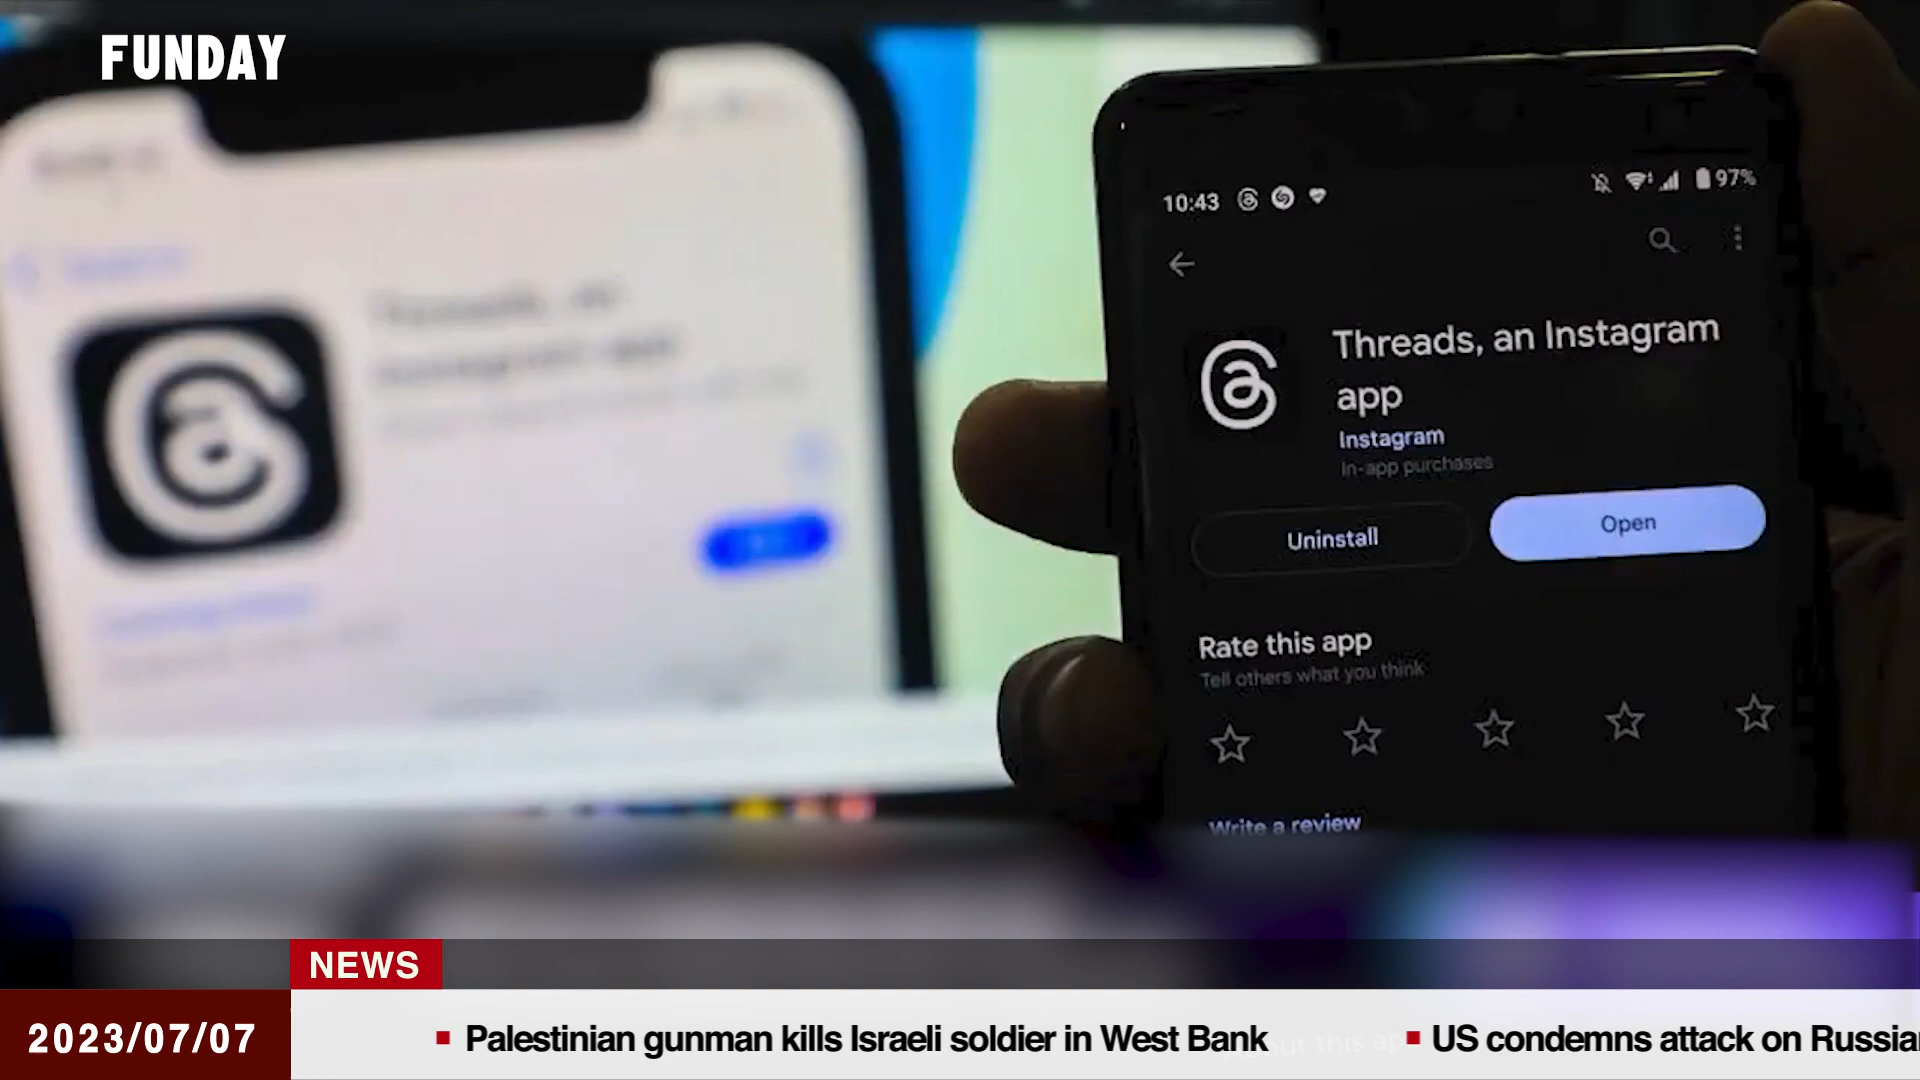 FUNDAY
10:43
97%
Threads, an Instagram
app
Instagram
In-app purchases
Uninstall
Open
Rate this app
Tell others what you think
Write a review
NEWS
2023/07/07
Palestinian gunman kills Israeli soldier in West Bank
US condemns attack on